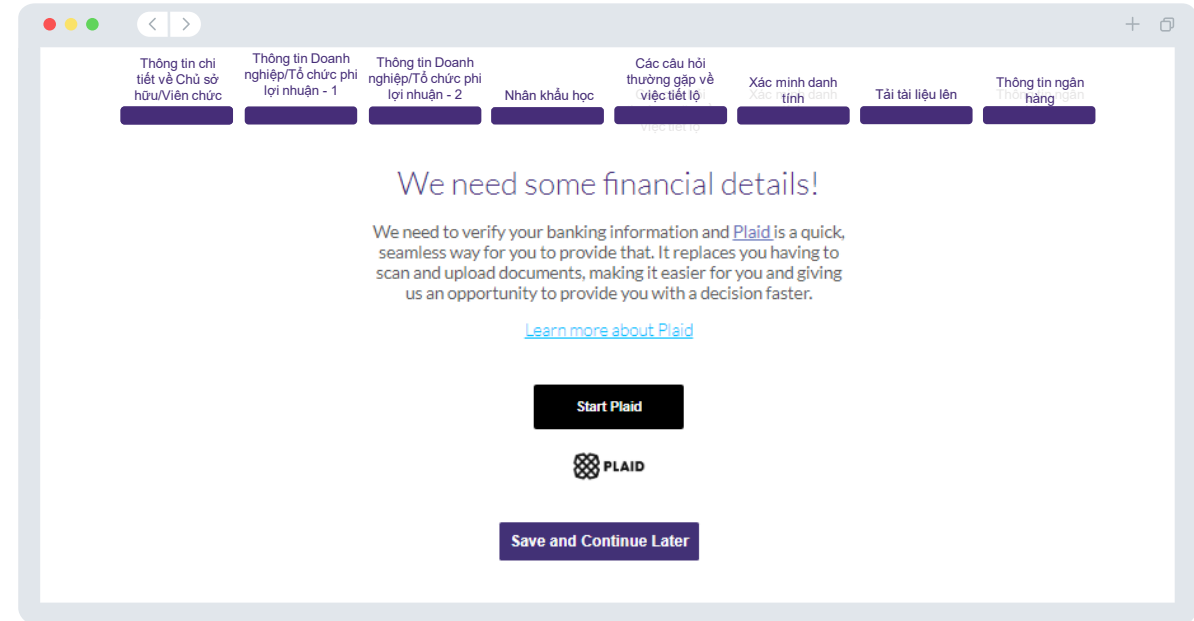 Thông tin chi
tiết về Chủ sở
hữu/Viên chức
Thông tin Doanh
nghiệp/Tổ chức phi
lợi nhuận - 1
Thông tin Doanh
nghiệp/Tổ chức phi
lợi nhuận - 2
Nhân khẩu học
Các câu hỏi
thường gặp về
việc tiết lộ
Xác minh danh
tính
Tải tài liệu lên
Thông tin ngân
hàng
We need some financial details!
We need to verify your banking information and Plaid is a quick,
seamless way for you to provide that. It replaces you having to
scan and upload documents, making it easier for you and giving
us an opportunity to provide you with a decision faster.
Learn more about Plaid
Start Plaid
PLAID
Save and Continue Later